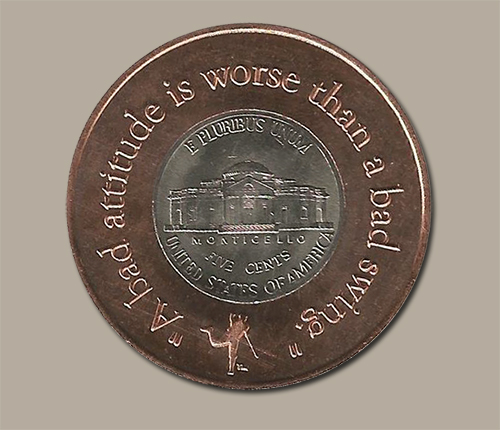 "A bad attitude is worse than a bad swing."
E PLURIBUS UNUM
MONTICELLO
FIVE CENTS
UNITED STATES OF AMERICA